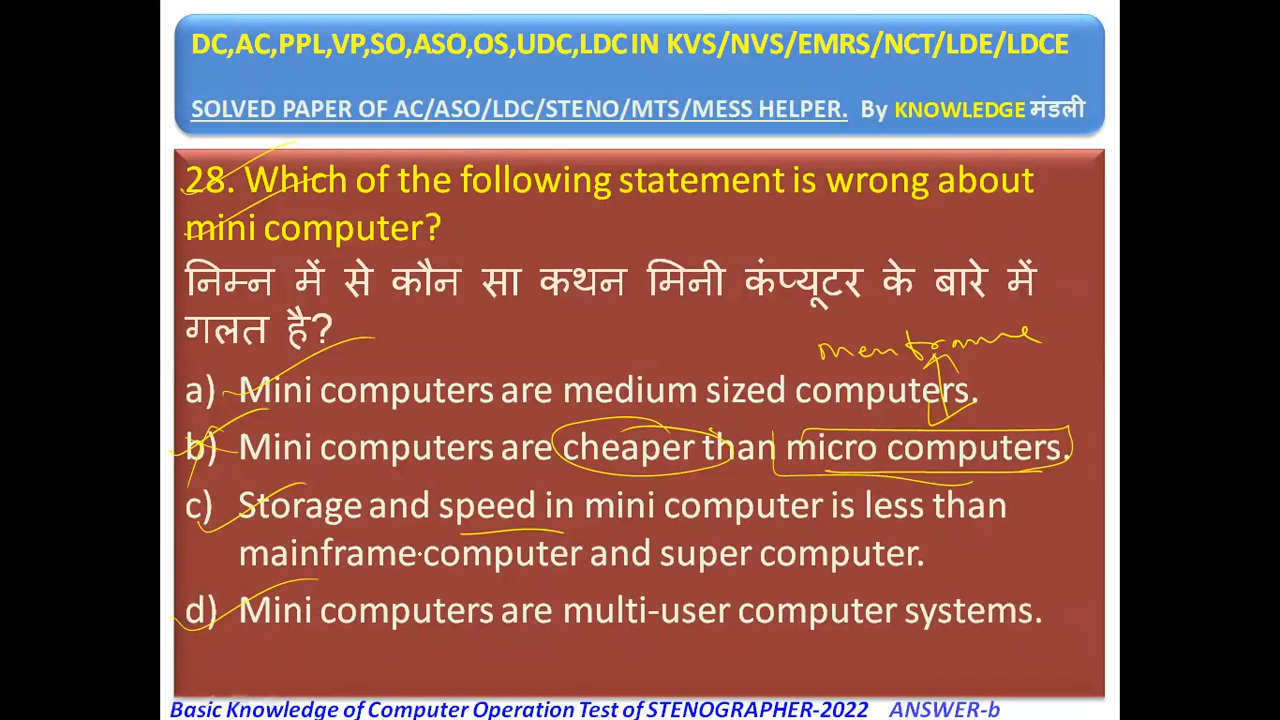 DC,AC,PPL,VP,SO,ASO,OS,UDC,LDC IN KVS/NVS/EMRS/NCT/LDE/LDCE
SOLVED PAPER OF AC/ASO/LDC/STENO/MTS/MESS HELPER. By KNOWLEDGE मंडली
28. Which of the following statement is wrong about
mini computer?
निम्न में से कौन सा कथन मिनी कंप्यूटर के बारे में
गलत है?
a) Mini computers are medium sized computers.
b) Mini computers are cheaper than micro computers.
c) Storage and speed in mini computer is less than
mainframe computer and super computer.
d) Mini computers are multi-user computer systems.
Basic Knowledge of Computer Operation Test of STENOGRAPHER-2022 ANSWER-b